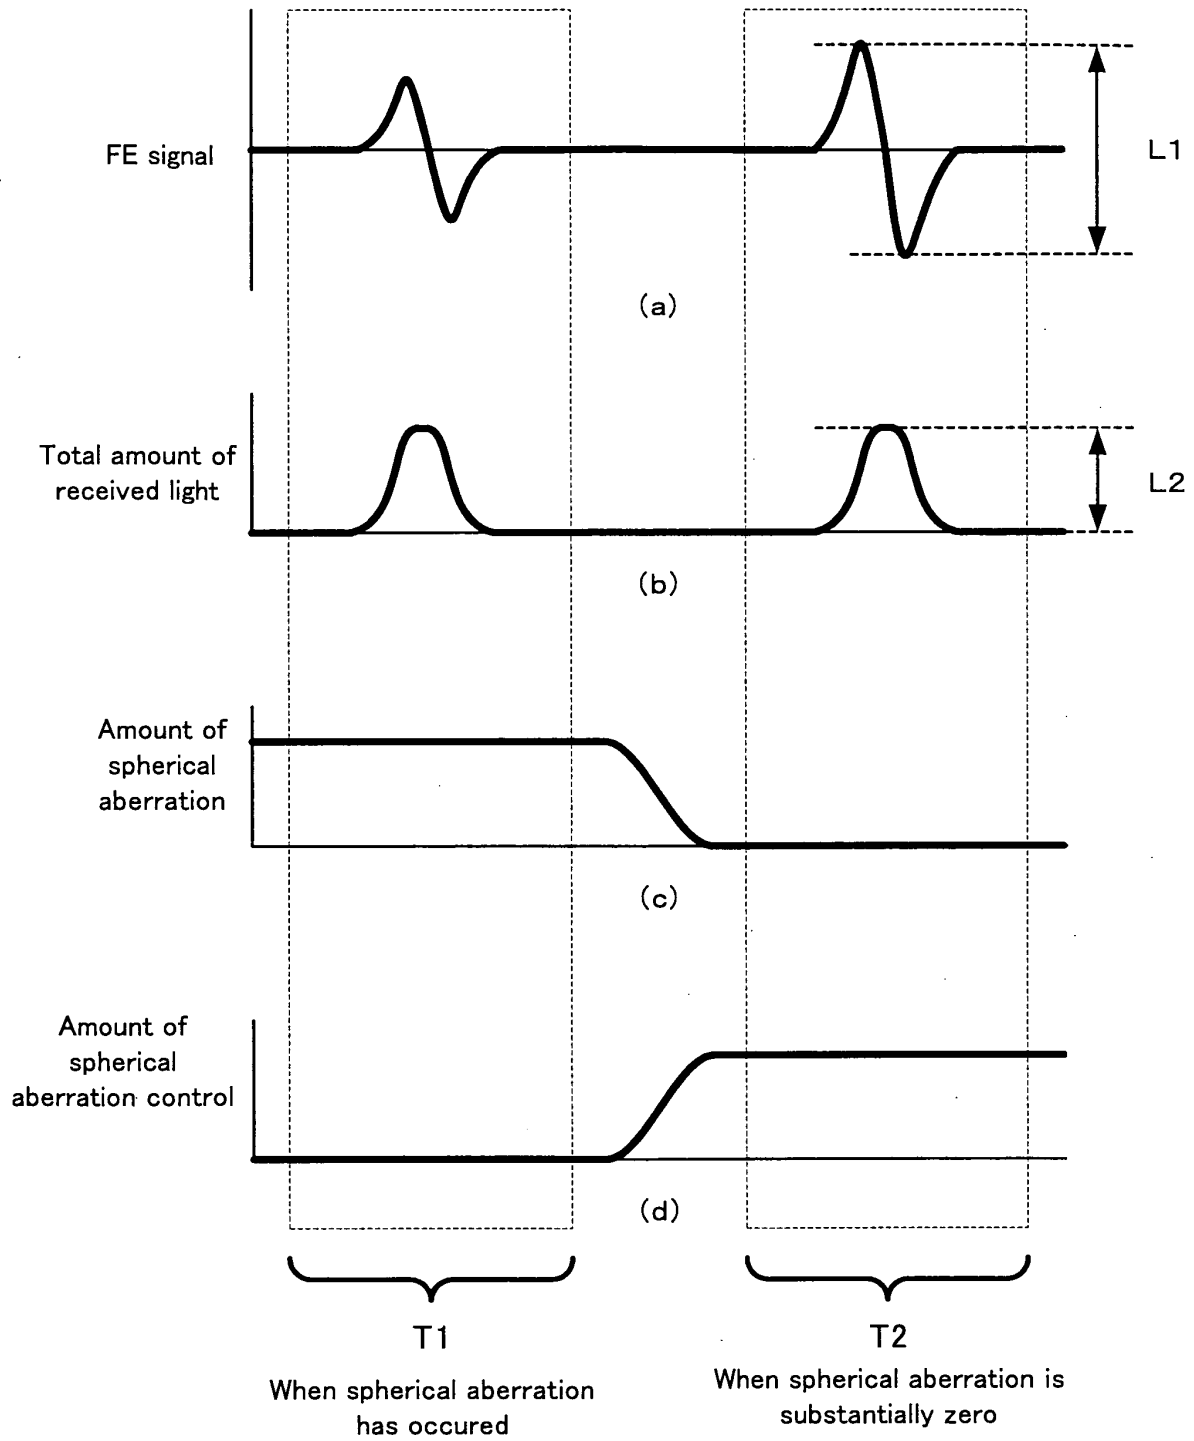 FE signal
L1
(a)
Total amount of
received light
L2
(b)
Amount of
spherical
aberration
(c)
Amount of
spherical
aberration control
(d)
T1
When spherical aberration
has occured
T2
When spherical aberration is
substantially zero